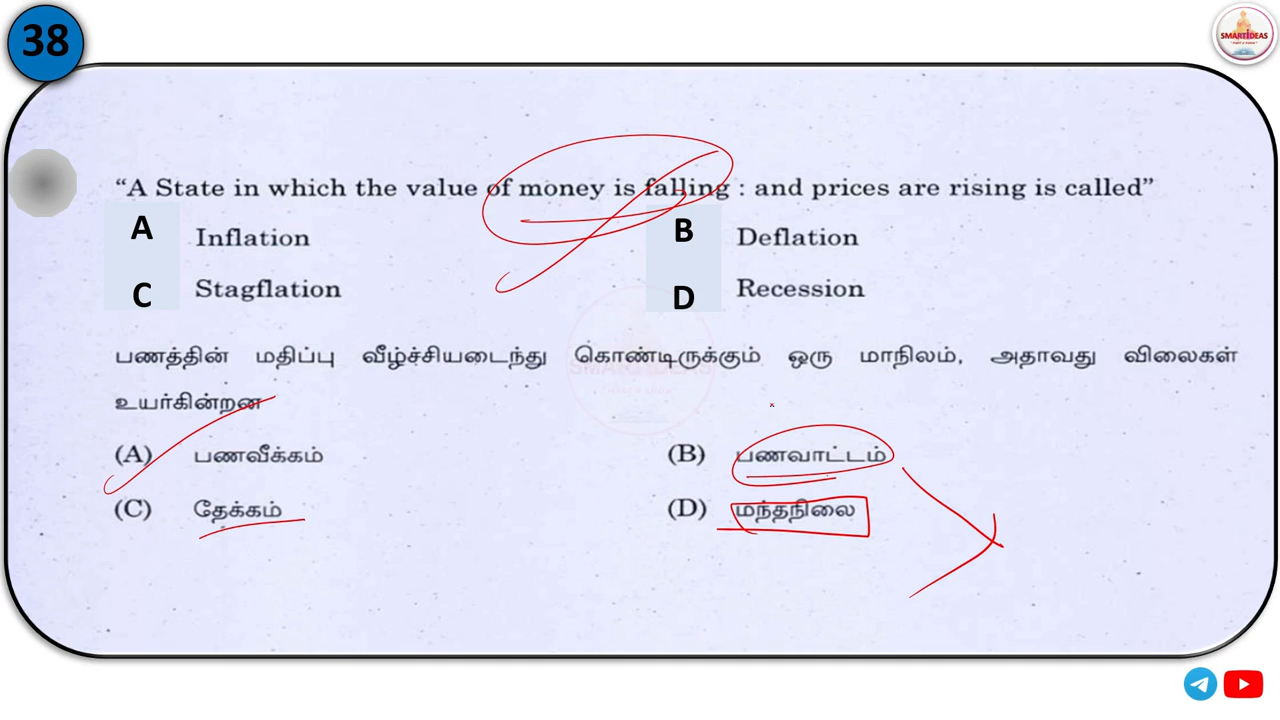 38
SMARTIDEAS
"A State in which the value of money is falling : and prices are rising is called"
A Inflation B Deflation
C Stagflation D Recession
பணத்தின் மதிப்பு வீழ்ச்சியடைந்து கொண்டிருக்கும் ஒரு மாநிலம், அதாவது விலைகள்
உயர்கின்றன
(A) பணவீக்கம் (B) பணவாட்டம்
(C) தேக்கம் (D) மந்தநிலை